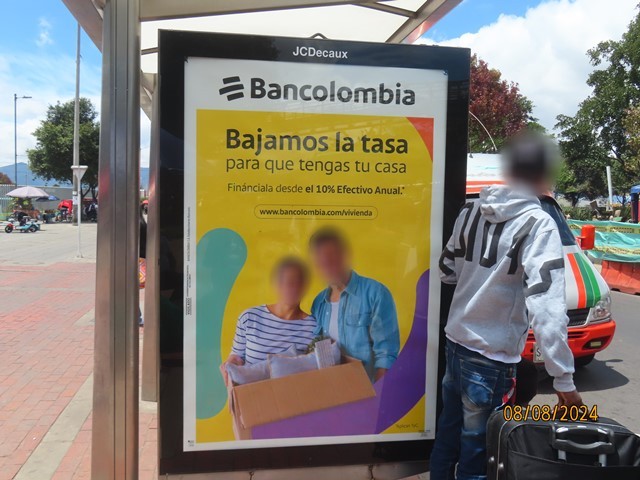 JCDecaux
Bancolombia
Bajamos la tasa
para que tengas tu casa
Fináncíala desde el 10% Efectivo Anual.*
www.bancolombia.com/vivienda
08/08/2024